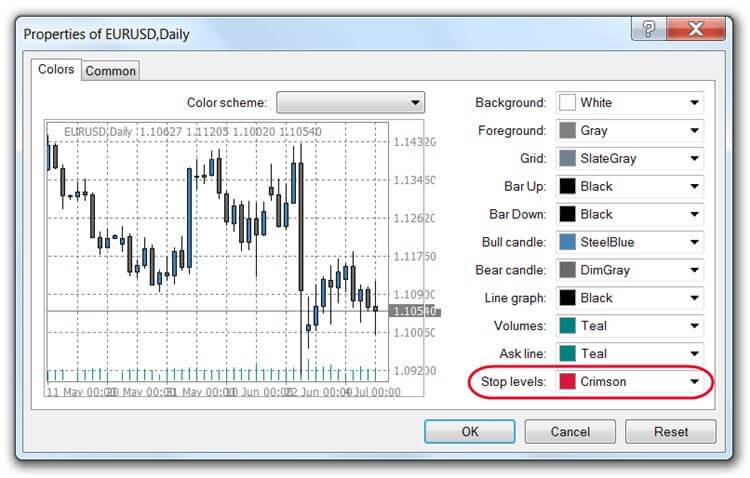 Properties of EURUSD,Daily
?
Colors
Common
Color scheme:
EURUSD,Daily 1.10627 1.11205 1.10020 1.10540
1.14320
1.13450
1.12620
1.11750
1.10920
1.10540
1.10050
1.09230
11 May 00:00
20 May 00:00
31 May 00:00
10 Jun 00:00
22 Jun 00:00
4 Jul 00:00
Background: White
Foreground: Gray
Grid: SlateGray
Bar Up: Black
Bar Down: Black
Bull candle: SteelBlue
Bear candle: DimGray
Line graph: Black
Volumes: Teal
Ask line: Teal
Stop levels: Crimson
OK
Cancel
Reset